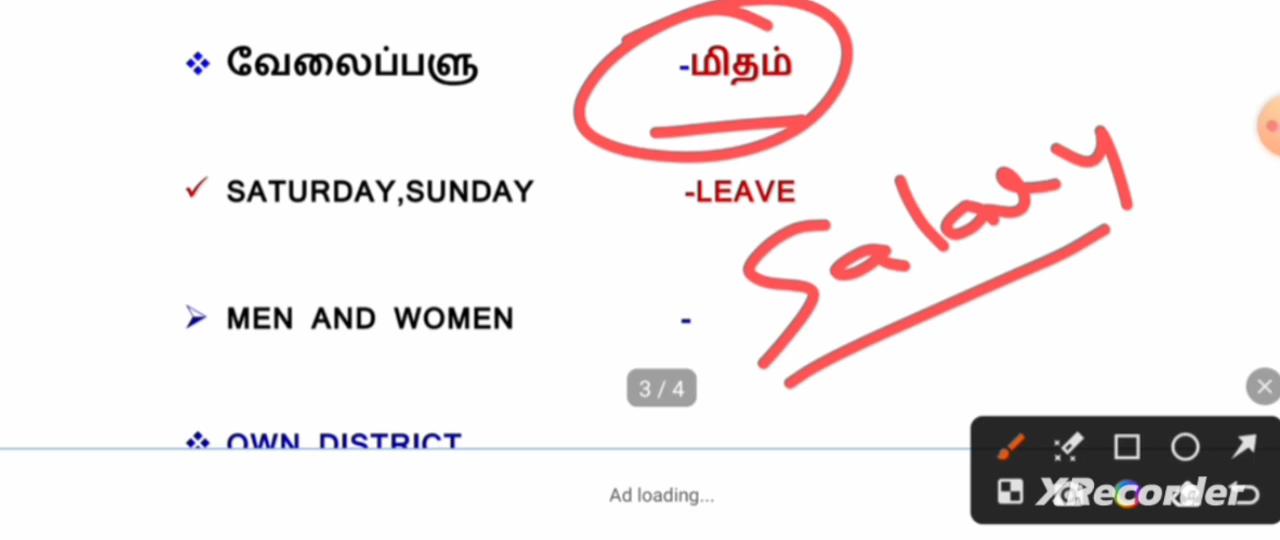 வேலைப்பளு -மிதம்
SATURDAY,SUNDAY -LEAVE
Salary
MEN AND WOMEN -
3 / 4
OWN DISTRICT
Ad loading...
XRecorder